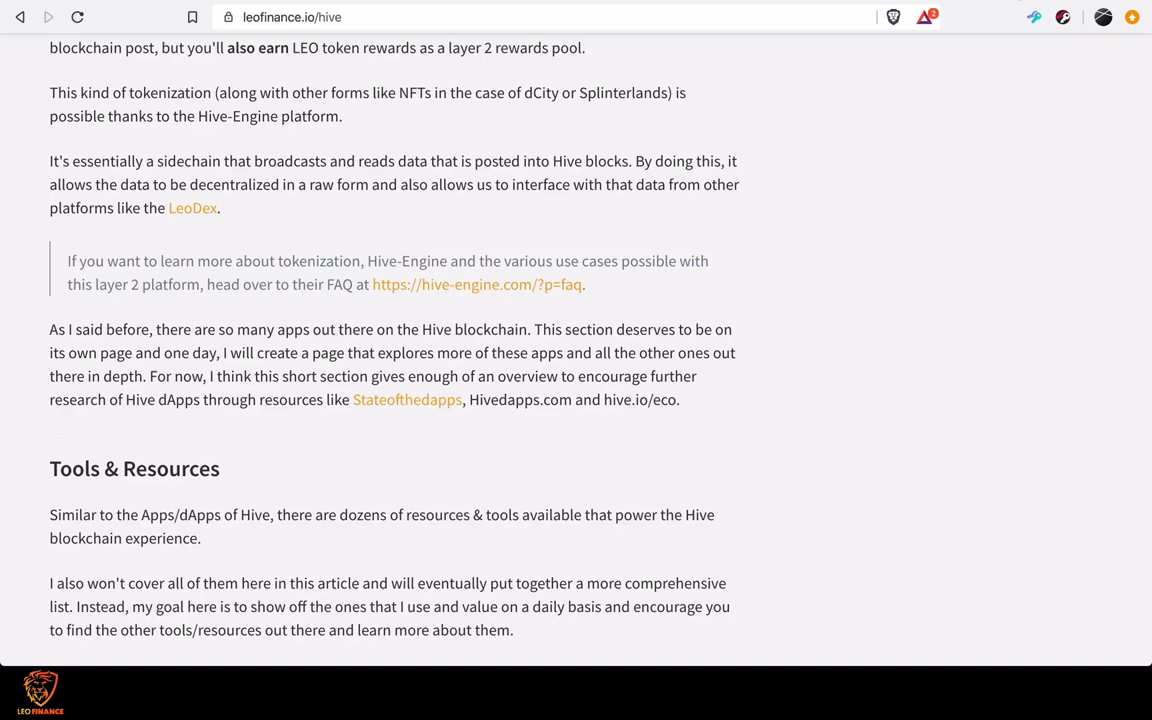 leofinance.io/hive
2
blockchain post, but you'll also earn LEO token rewards as a layer 2 rewards pool.
This kind of tokenization (along with other forms like NFTs in the case of dCity or Splinterlands) is
possible thanks to the Hive-Engine platform.
It's essentially a sidechain that broadcasts and reads data that is posted into Hive blocks. By doing this, it
allows the data to be decentralized in a raw form and also allows us to interface with that data from other
platforms like the LeoDex.
If you want to learn more about tokenization, Hive-Engine and the various use cases possible with
this layer 2 platform, head over to their FAQ at https://hive-engine.com/?p=faq.
As I said before, there are so many apps out there on the Hive blockchain. This section deserves to be on
its own page and one day, I will create a page that explores more of these apps and all the other ones out
there in depth. For now, I think this short section gives enough of an overview to encourage further
research of Hive dApps through resources like Stateofthedapps, Hivedapps.com and hive.io/eco.
Tools & Resources
Similar to the Apps/dApps of Hive, there are dozens of resources & tools available that power the Hive
blockchain experience.
I also won't cover all of them here in this article and will eventually put together a more comprehensive
list. Instead, my goal here is to show off the ones that I use and value on a daily basis and encourage you
to find the other tools/resources out there and learn more about them.
LEOFINANCE